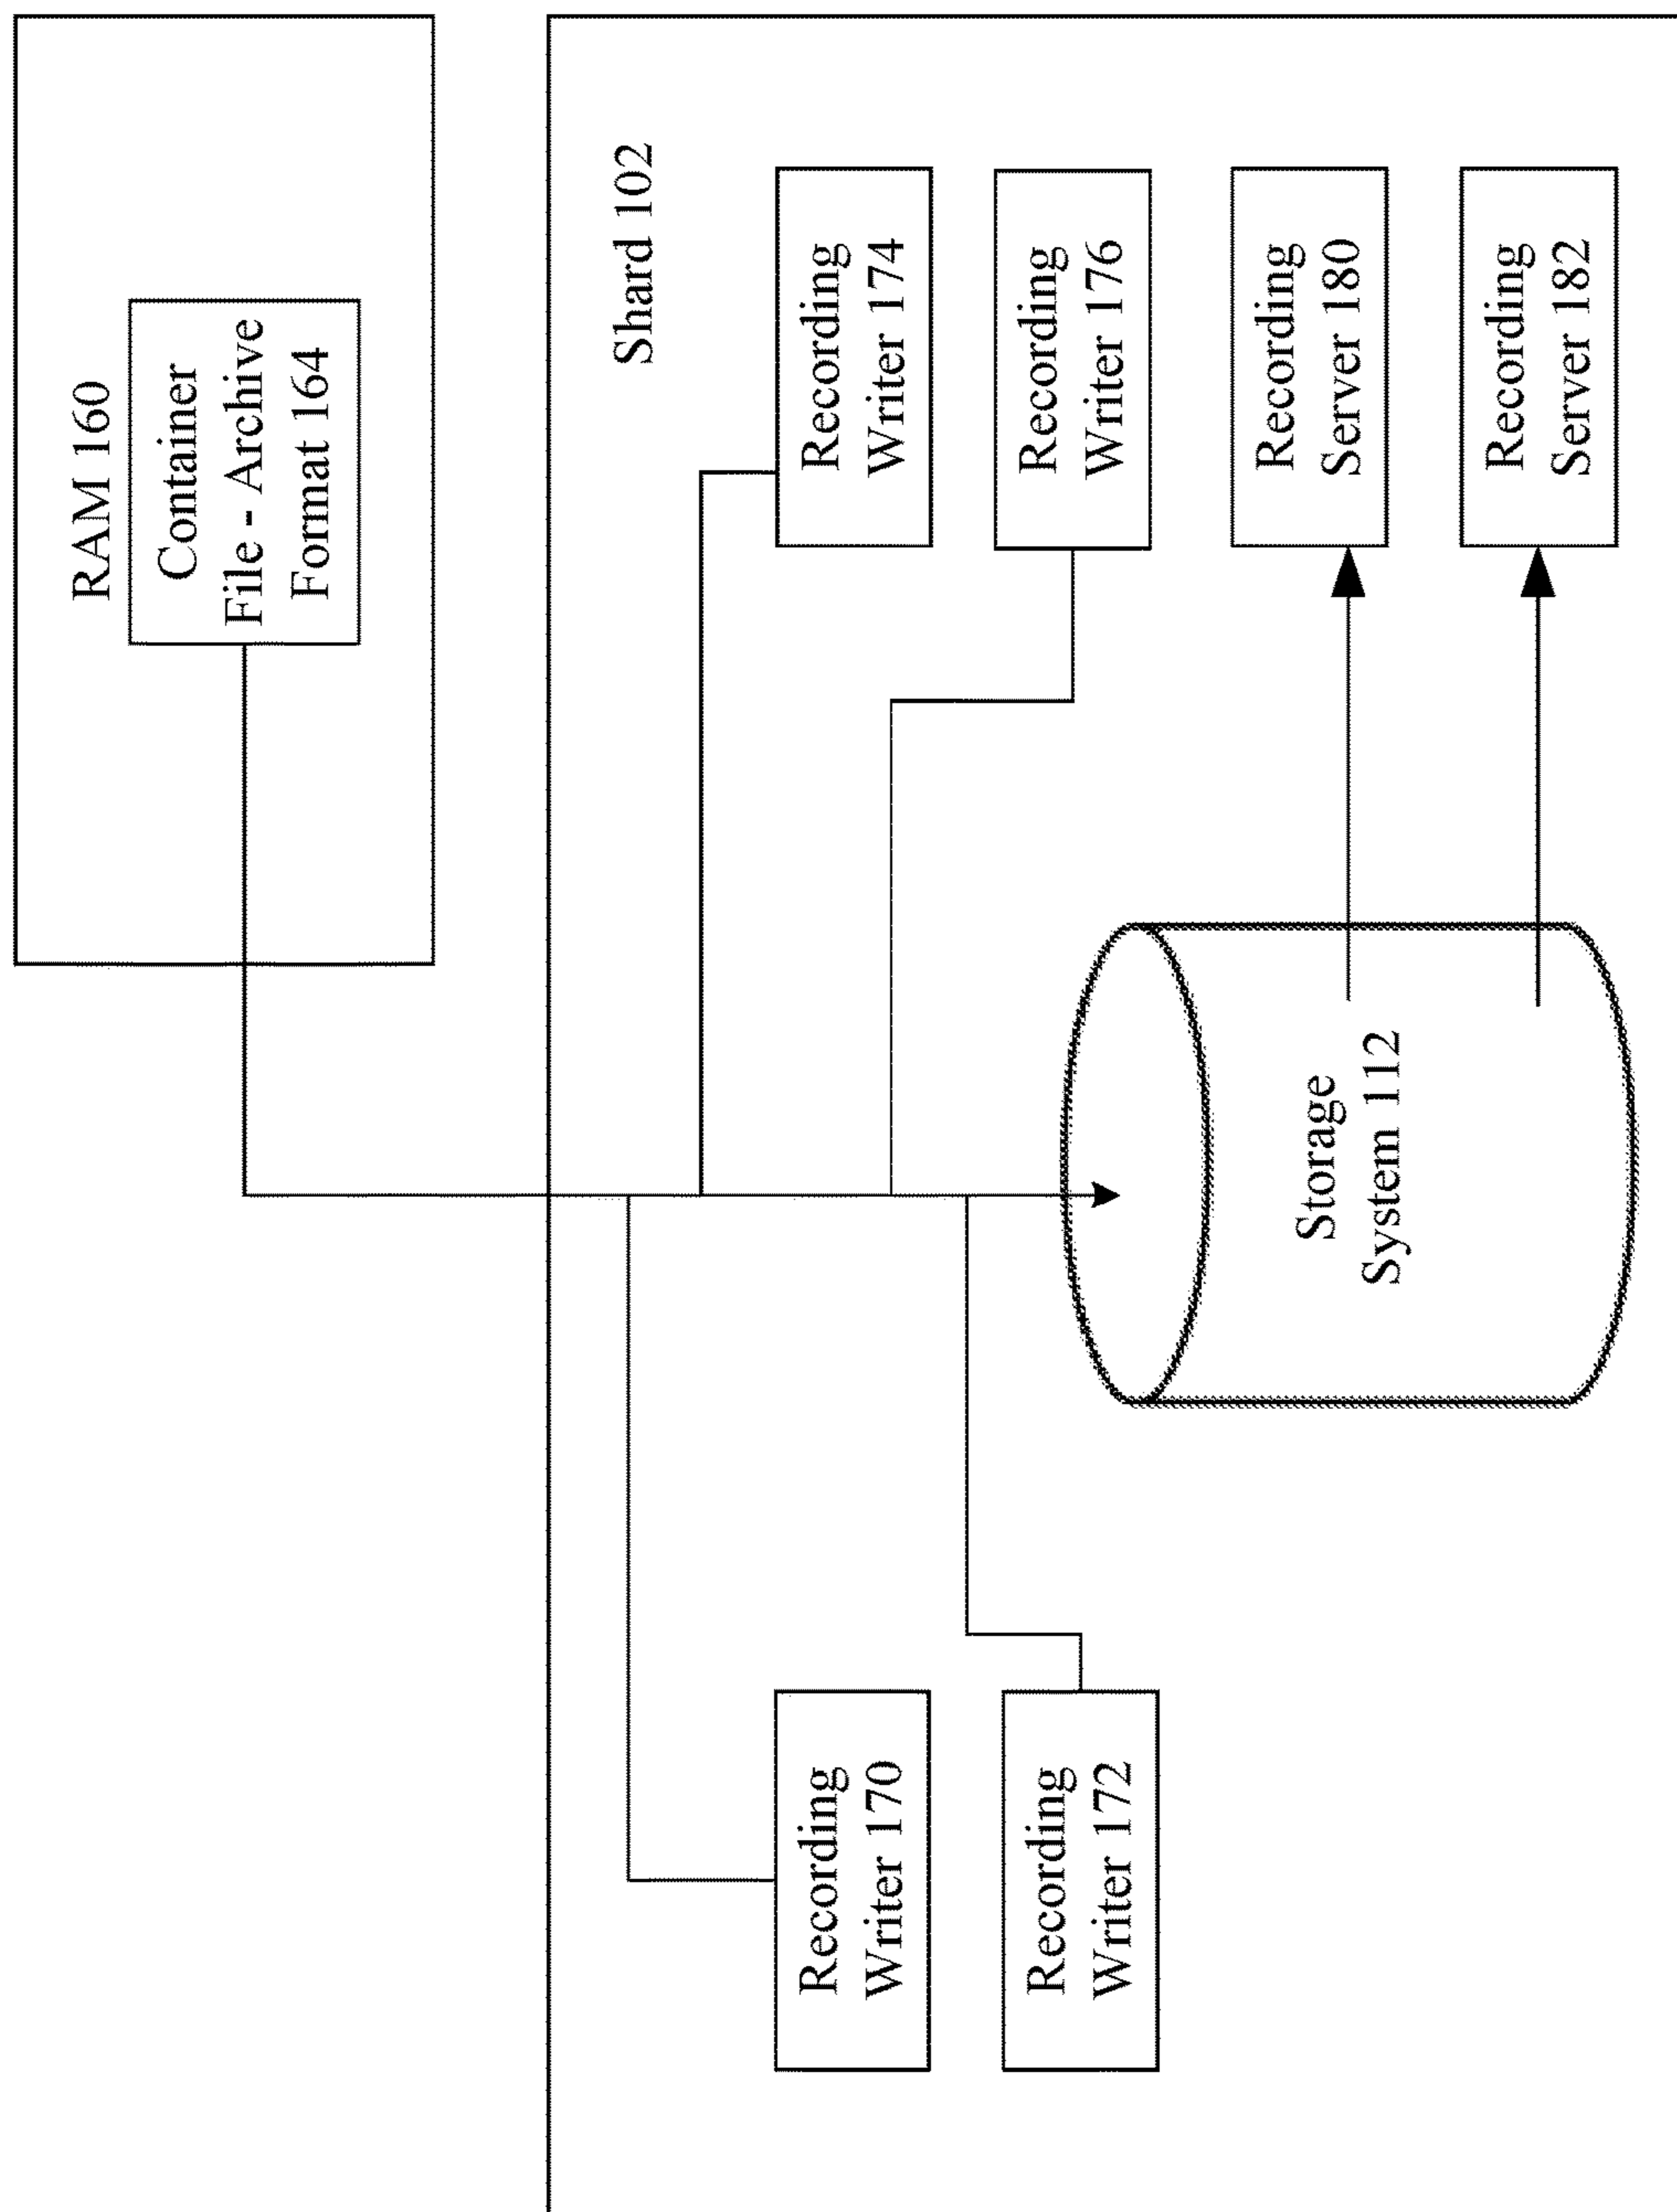 RAM 160
Container
File - Archive
Format 164
Shard 102
Recording
Writer 170
Recording
Writer 174
Recording
Writer 172
Recording
Writer 176
Storage
System 112
Recording
Server 180
Recording
Server 182